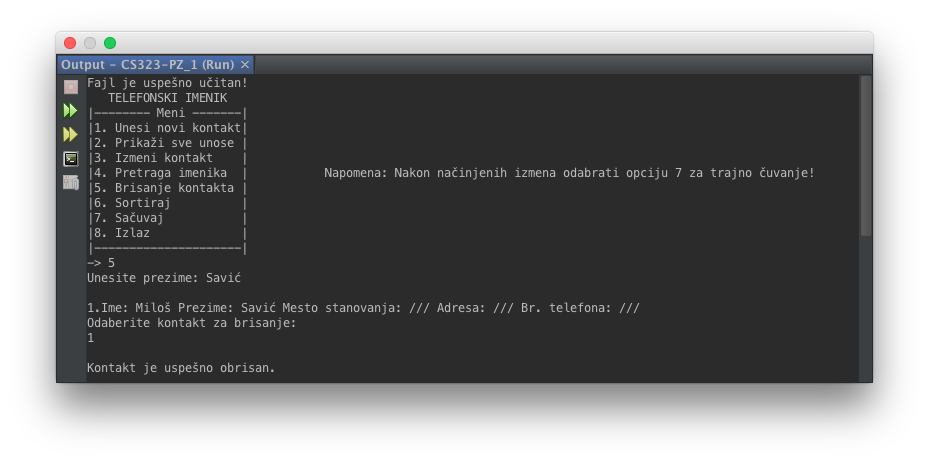 Output - CS323-PZ_1 (Run) ×
Fajl je uspešno učitan!
TELEFONSKI IMENIK
|-------- Meni -------|
|1. Unesi novi kontakt|
|2. Prikaži sve unose |
|3. Izmeni kontakt    |
|4. Pretraga imenika  |          Napomena: Nakon načinjenih izmena odabrati opciju 7 za trajno čuvanje!
|5. Brisanje kontakta |
|6. Sortiraj          |
|7. Sačuvaj           |
|8. Izlaz             |
|---------------------|
-> 5
Unesite prezime: Savić
1.Ime: Miloš Prezime: Savić Mesto stanovanja: /// Adresa: /// Br. telefona: ///
Odaberite kontakt za brisanje:
1
Kontakt je uspešno obrisan.